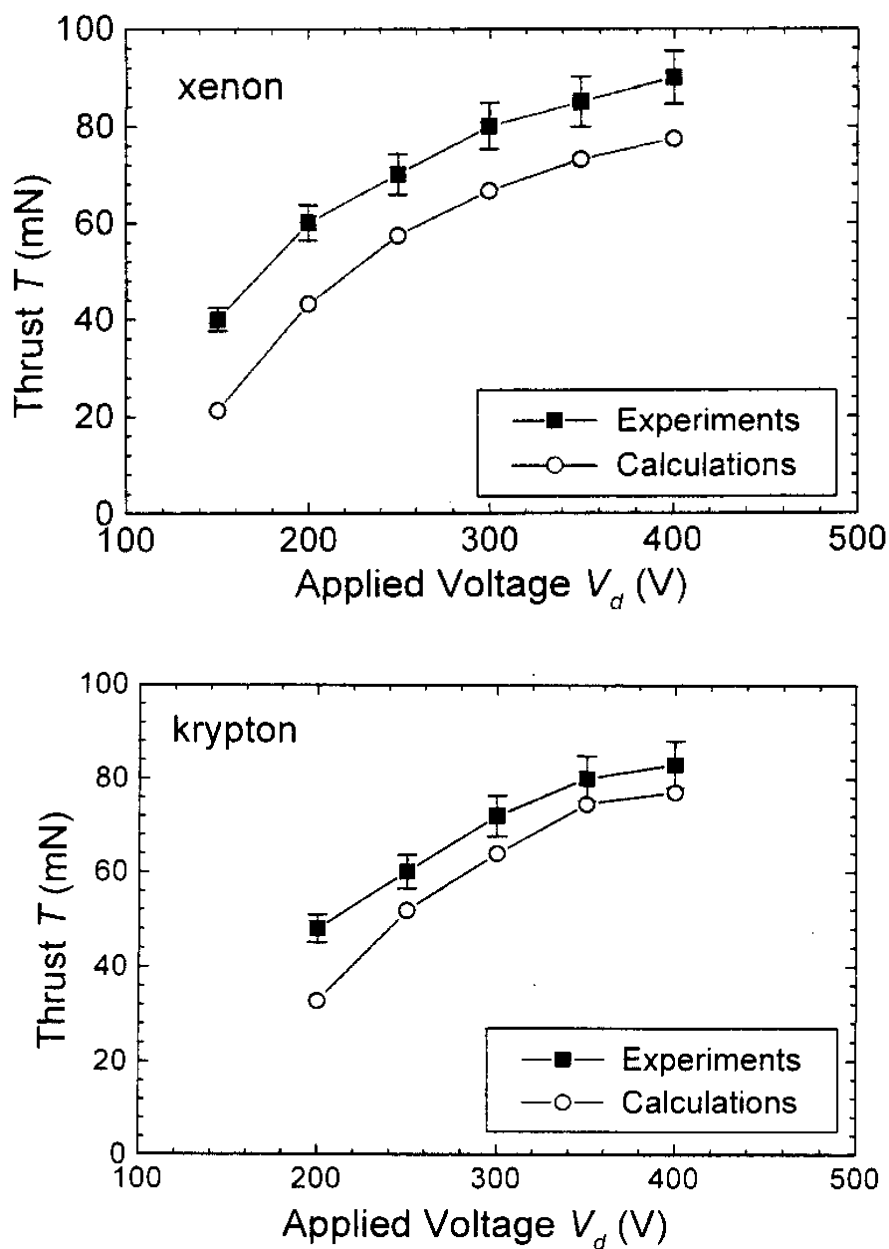 100
xenon
80
60
40
20
0
Thrust T (mN)
Experiments
Calculations
100 200 300 400 500
Applied Voltage V_d (V)
100
krypton
80
60
40
20
0
Thrust T (mN)
Experiments
Calculations
100 200 300 400 500
Applied Voltage V_d (V)